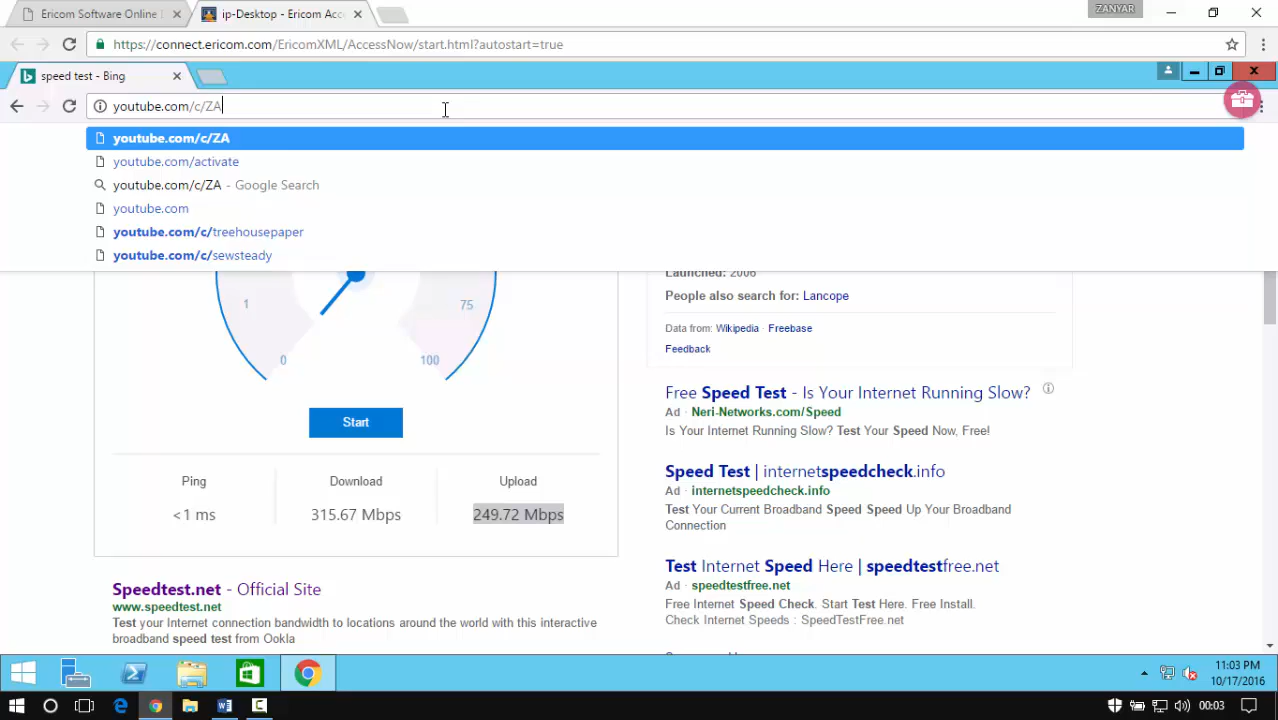 Ericom Software Online
ip-Desktop - Ericom Acc
ZANYAR
https://connect.ericom.com/EricomXML/AccessNow/start.html?autostart=true
speed test - Bing
youtube.com/c/ZA
youtube.com/c/ZA
youtube.com/activate
youtube.com/c/ZA - Google Search
youtube.com
youtube.com/c/treehousepaper
youtube.com/c/sewsteady
1
75
0
100
Start
Ping
Download
Upload
<1 ms
315.67 Mbps
249.72 Mbps
Speedtest.net - Official Site
www.speedtest.net
Test your Internet connection bandwidth to locations around the world with this interactive
broadband speed test from Ookla
Launched: 2006
People also search for: Lancope
Data from: Wikipedia · Freebase
Feedback
Free Speed Test - Is Your Internet Running Slow?
Ad · Neri-Networks.com/Speed
Is Your Internet Running Slow? Test Your Speed Now, Free!
Speed Test | internetspeedcheck.info
Ad · internetspeedcheck.info
Test Your Current Broadband Speed Speed Up Your Broadband
Connection
Test Internet Speed Here | speedtestfree.net
Ad · speedtestfree.net
Free Internet Speed Check. Start Test Here. Free Install.
Check Internet Speeds : SpeedTestFree.net
11:03 PM
10/17/2016
00:03